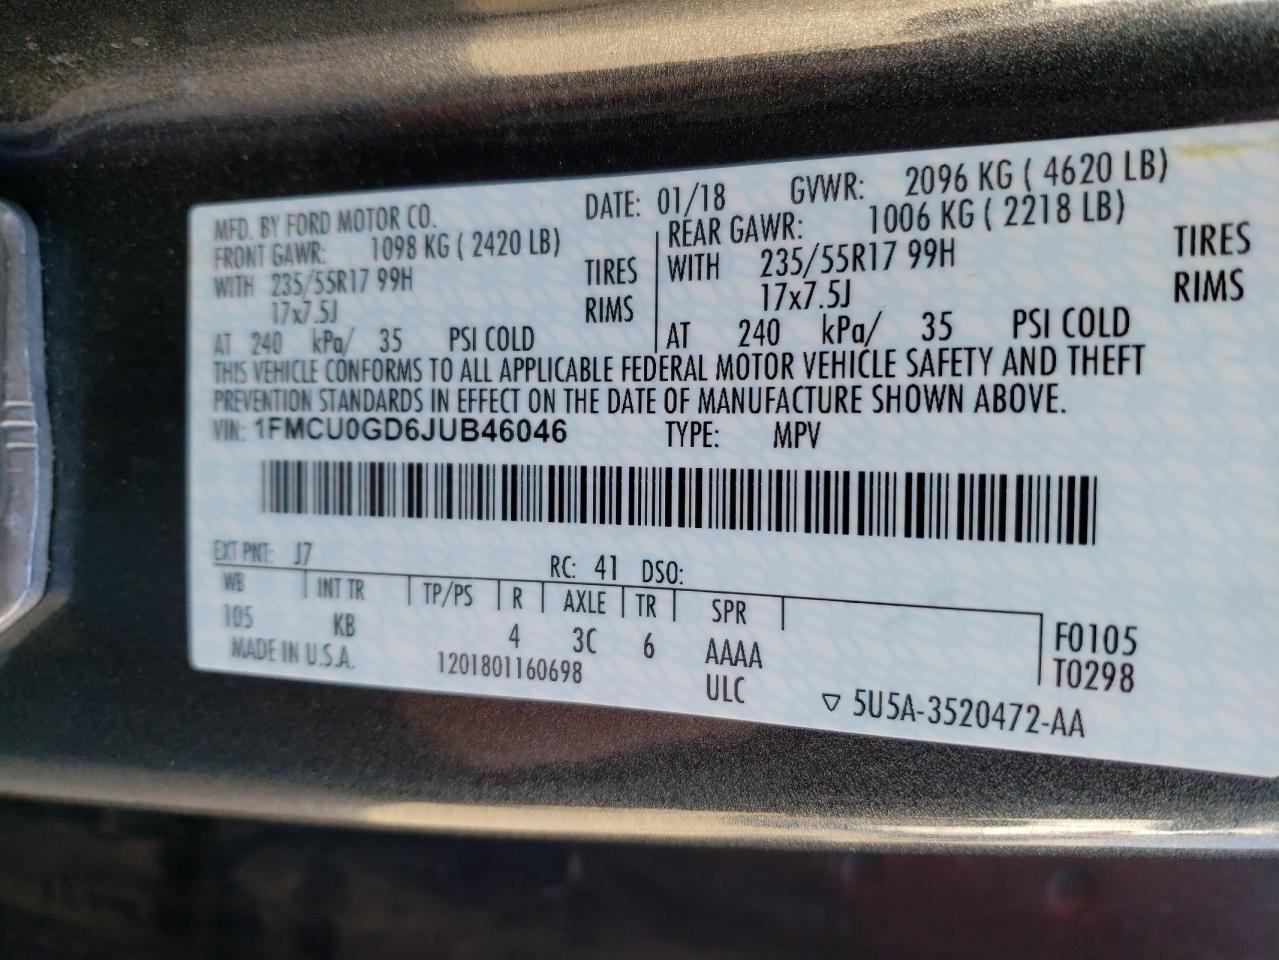 MFD. BY FORD MOTOR CO. DATE: 01/18 GVWR: 2096 KG ( 4620 LB)
FRONT GAWR: 1098 KG ( 2420 LB) REAR GAWR: 1006 KG ( 2218 LB)
WITH 235/55R17 99H TIRES WITH 235/55R17 99H TIRES
17x7.5J RIMS 17x7.5J RIMS
AT 240 kPa/ 35 PSI COLD AT 240 kPa/ 35 PSI COLD
THIS VEHICLE CONFORMS TO ALL APPLICABLE FEDERAL MOTOR VEHICLE SAFETY AND THEFT
PREVENTION STANDARDS IN EFFECT ON THE DATE OF MANUFACTURE SHOWN ABOVE.
VIN: 1FMCU0GD6JUB46046 TYPE: MPV
EXT PNT: J7 RC: 41 DSO:
WB INT TR TP/PS R AXLE TR SPR
105 KB 4 3C 6 AAAA F0105
MADE IN U.S.A. 1201801160698 ULC T0298
5U5A-3520472-AA